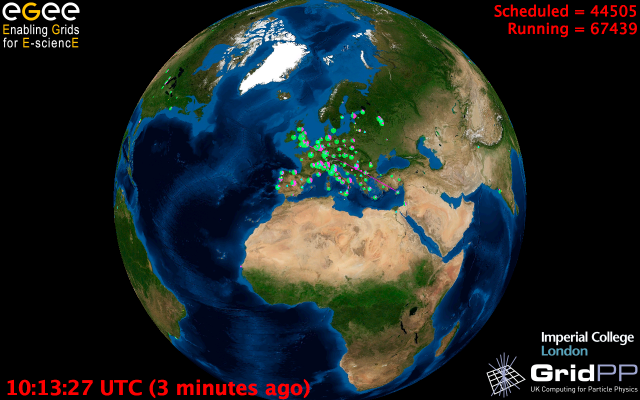 eGee
Enabling Grids
for E-sciencE
Scheduled = 44505
Running = 67439
Imperial College
London
GridPP
UK Computing for Particle Physics
10:13:27 UTC (3 minutes ago)